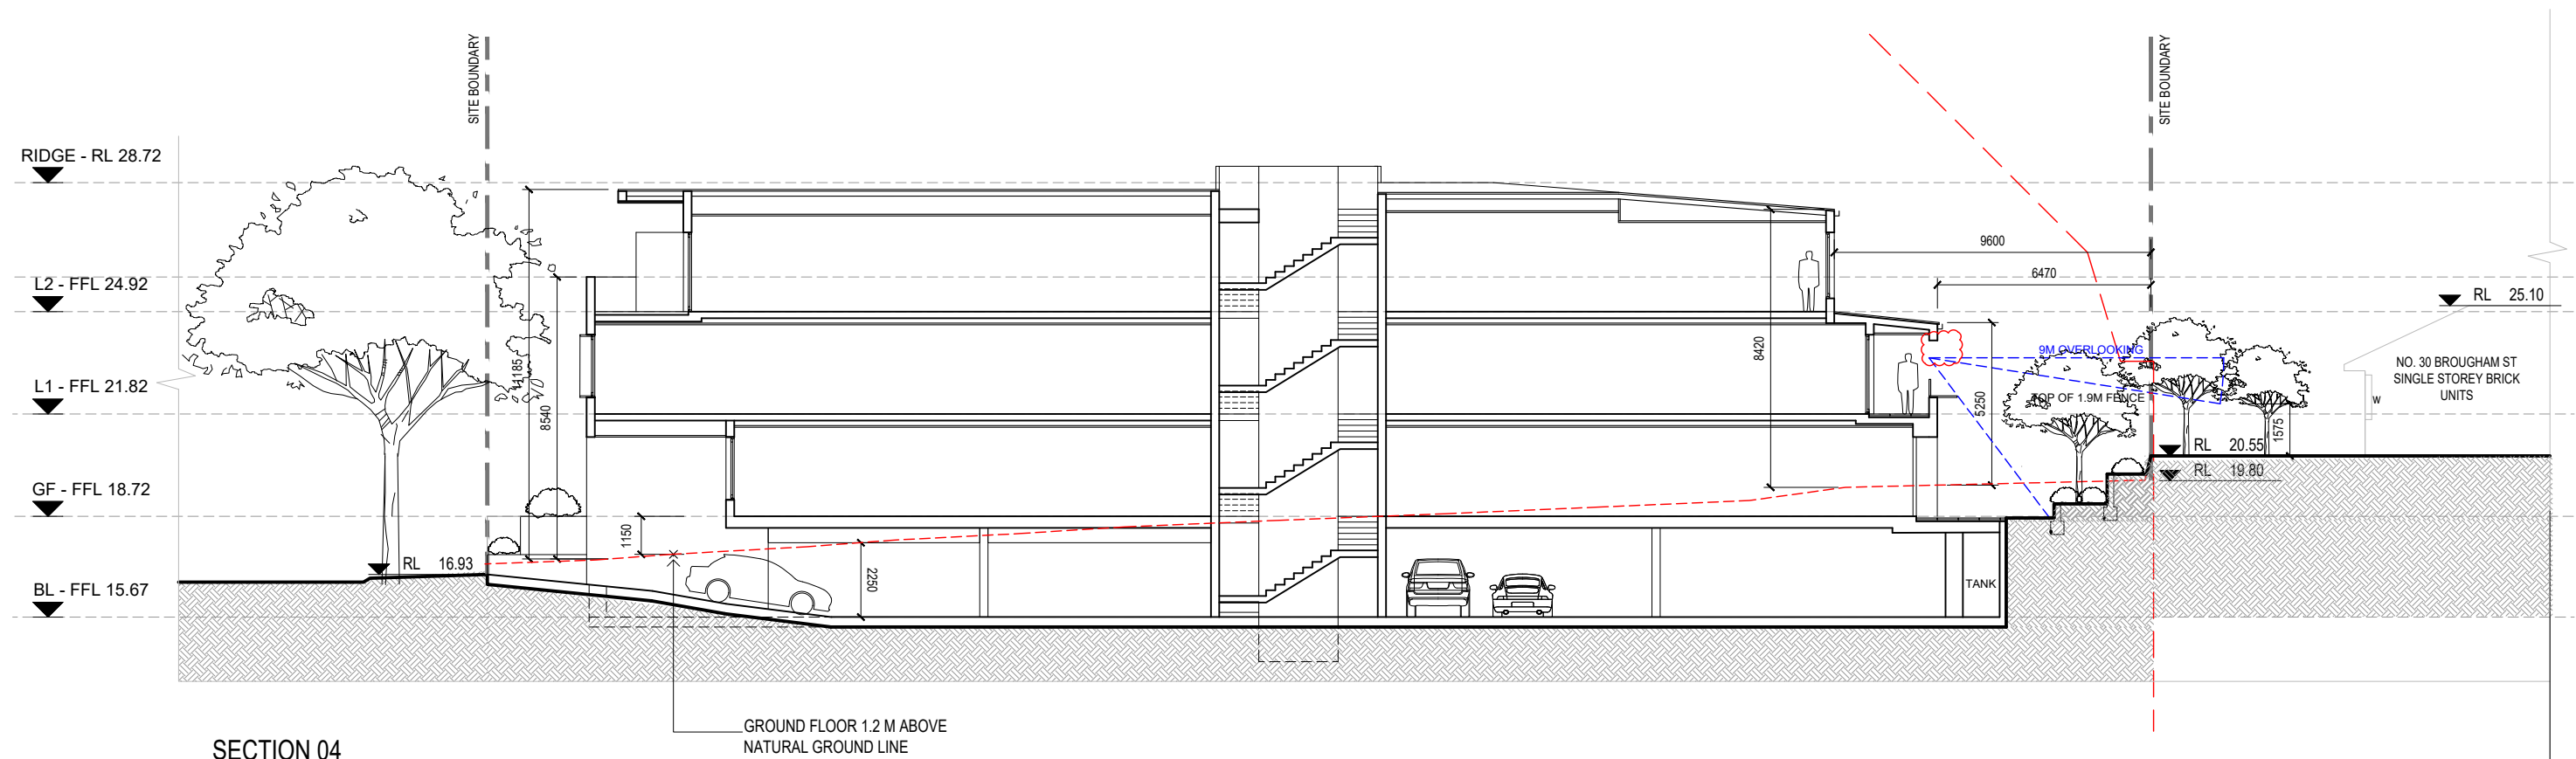 SITE BOUNDARY
SITE BOUNDARY
RIDGE - RL 28.72
L2 - FFL 24.92
L1 - FFL 21.82
GF - FFL 18.72
BL - FFL 15.67
RL 16.93
11185
8540
1150
2250
8420
9600
6470
5250
9M OVERLOOKING
TOP OF 1.9M FENCE
1575
RL 25.10
NO. 30 BROUGHAM ST
SINGLE STOREY BRICK
UNITS
W
RL 20.55
RL 19.80
TANK
GROUND FLOOR 1.2 M ABOVE
NATURAL GROUND LINE
SECTION 04